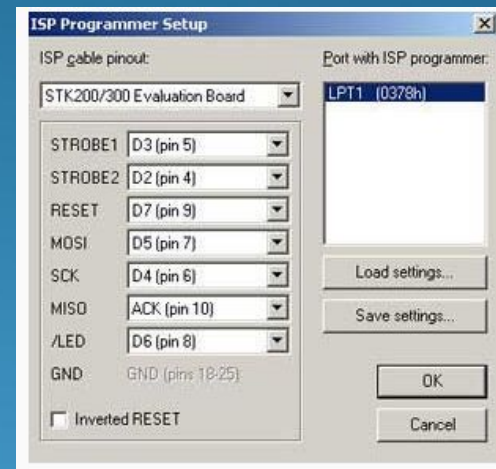 ISP Programmer Setup
ISP cable pinout:
STK200/300 Evaluation Board
STROBE1 D3 (pin 5)
STROBE2 D2 (pin 4)
RESET D7 (pin 9)
MOSI D5 (pin 7)
SCK D4 (pin 6)
MISO ACK (pin 10)
/LED D6 (pin 8)
GND GND (pins 18-25)
Inverted RESET
Port with ISP programmer:
LPT1 (0378h)
Load settings...
Save settings...
OK
Cancel